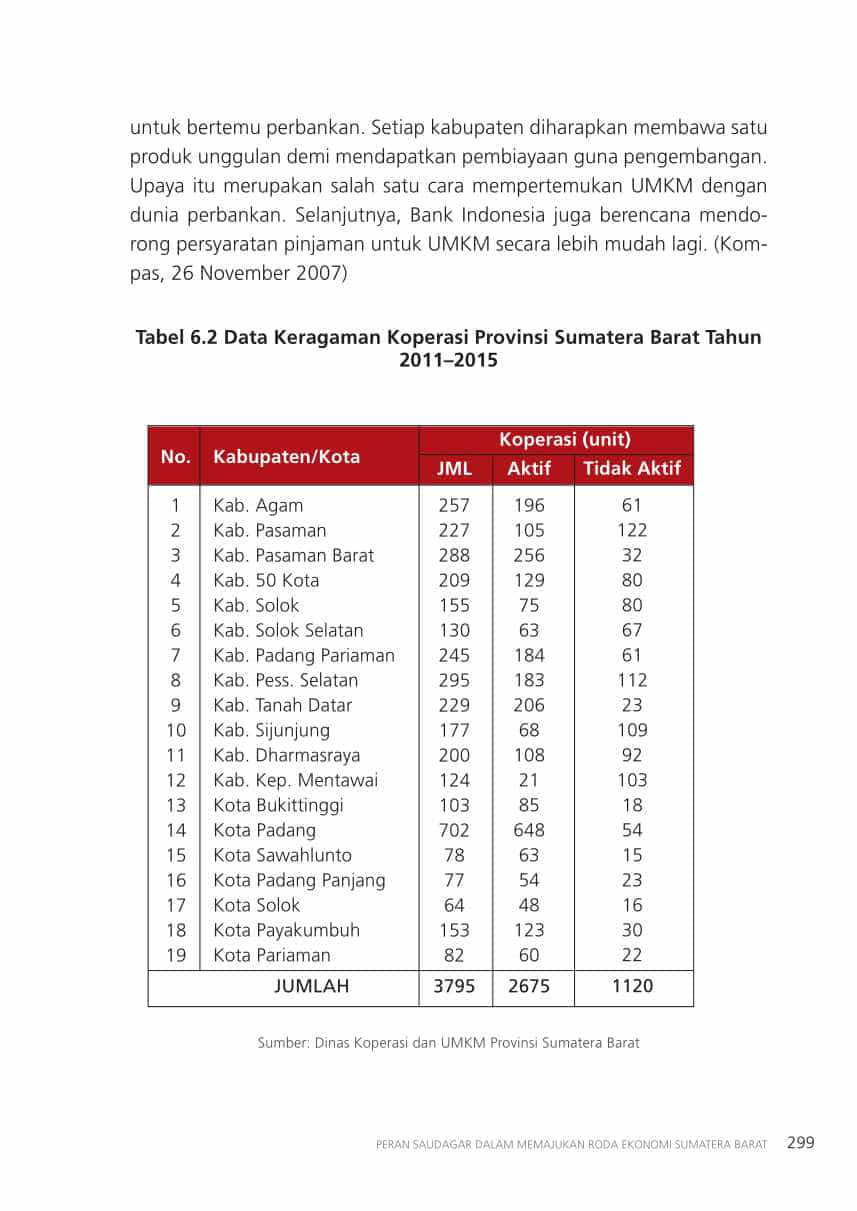 untuk bertemu perbankan. Setiap kabupaten diharapkan membawa satu
produk unggulan demi mendapatkan pembiayaan guna pengembangan.
Upaya itu merupakan salah satu cara mempertemukan UMKM dengan
dunia perbankan. Selanjutnya, Bank Indonesia juga berencana mendo-
rong persyaratan pinjaman untuk UMKM secara lebih mudah lagi. (Kom-
pas, 26 November 2007)
Tabel 6.2 Data Keragaman Koperasi Provinsi Sumatera Barat Tahun
2011–2015
No. Kabupaten/Kota Koperasi (unit)
JML Aktif Tidak Aktif
1 Kab. Agam 257 196 61
2 Kab. Pasaman 227 105 122
3 Kab. Pasaman Barat 288 256 32
4 Kab. 50 Kota 209 129 80
5 Kab. Solok 155 75 80
6 Kab. Solok Selatan 130 63 67
7 Kab. Padang Pariaman 245 184 61
8 Kab. Pess. Selatan 295 183 112
9 Kab. Tanah Datar 229 206 23
10 Kab. Sijunjung 177 68 109
11 Kab. Dharmasraya 200 108 92
12 Kab. Kep. Mentawai 124 21 103
13 Kota Bukittinggi 103 85 18
14 Kota Padang 702 648 54
15 Kota Sawahlunto 78 63 15
16 Kota Padang Panjang 77 54 23
17 Kota Solok 64 48 16
18 Kota Payakumbuh 153 123 30
19 Kota Pariaman 82 60 22
JUMLAH 3795 2675 1120
Sumber: Dinas Koperasi dan UMKM Provinsi Sumatera Barat
PERAN SAUDAGAR DALAM MEMAJUKAN RODA EKONOMI SUMATERA BARAT 299